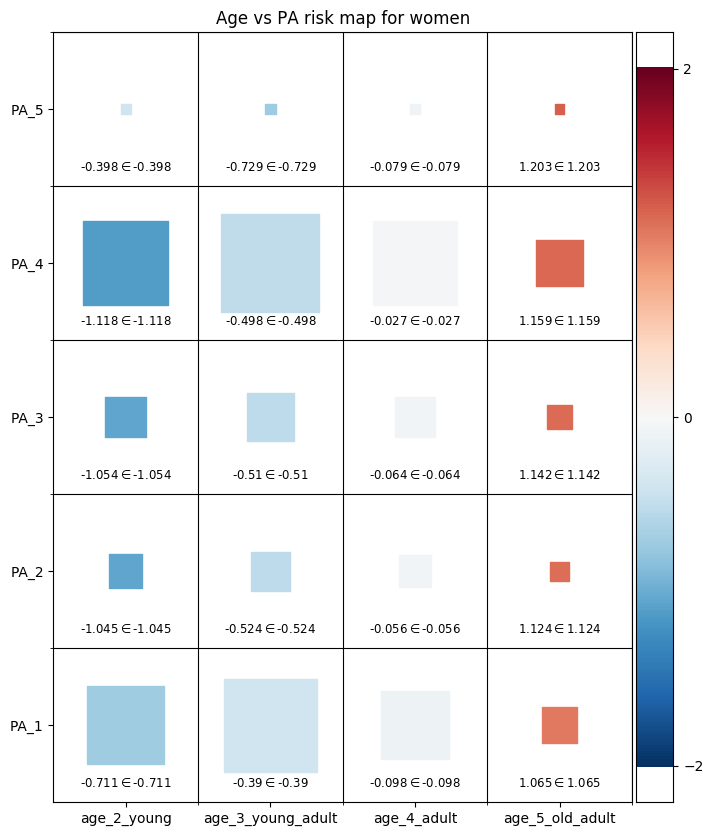 Age vs PA risk map for women
PA_5
-0.398∈-0.398 -0.729∈-0.729 -0.079∈-0.079 1.203∈1.203
PA_4
-1.118∈-1.118 -0.498∈-0.498 -0.027∈-0.027 1.159∈1.159
PA_3
-1.054∈-1.054 -0.51∈-0.51 -0.064∈-0.064 1.142∈1.142
PA_2
-1.045∈-1.045 -0.524∈-0.524 -0.056∈-0.056 1.124∈1.124
PA_1
-0.711∈-0.711 -0.39∈-0.39 -0.098∈-0.098 1.065∈1.065
age_2_young age_3_young_adult age_4_adult age_5_old_adult
2
0
−2